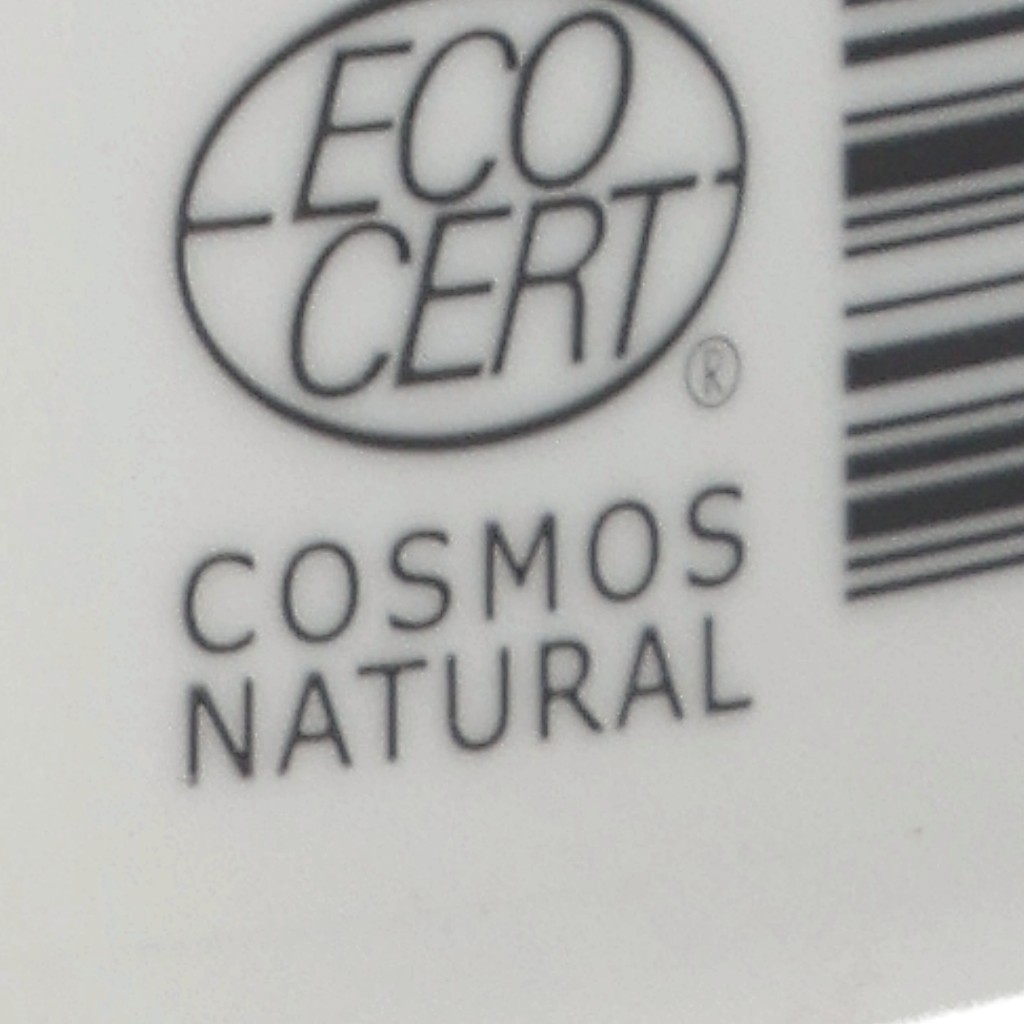 ECO
CERT
®
COSMOS
NATURAL